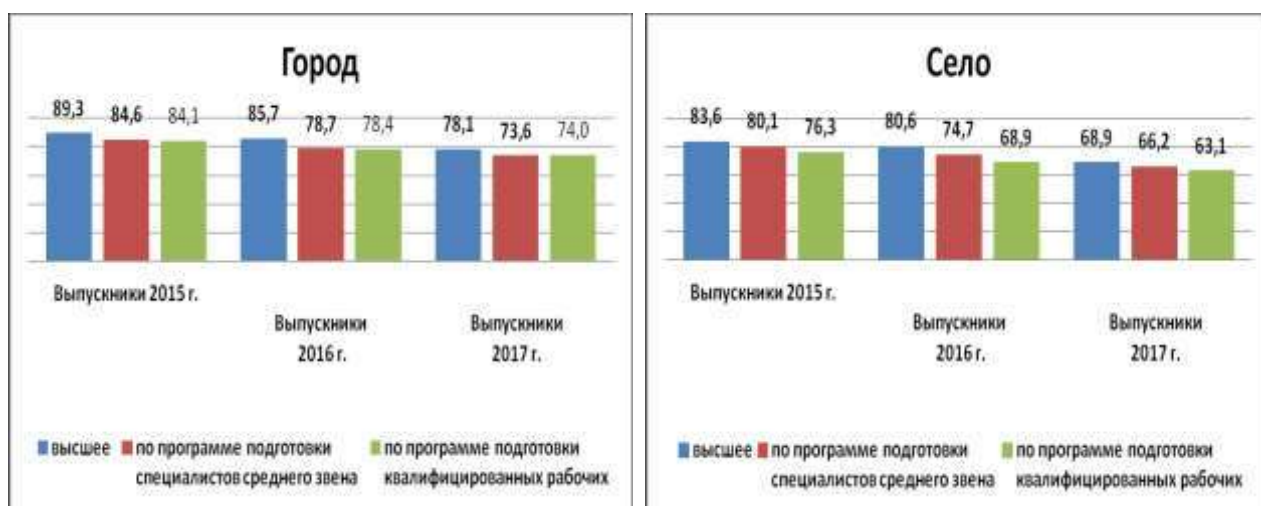 Город
89,3 84,6 84,1 85,7 78,7 78,4 78,1 73,6 74,0
Выпускники 2015 г.
Выпускники
2016 г.
Выпускники
2017 г.
высшее
по программе подготовки
специалистов среднего звена
по программе подготовки
квалифицированных рабочих
Село
83,6 80,1 76,3 80,6 74,7 68,9 68,9 66,2 63,1
Выпускники 2015 г.
Выпускники
2016 г.
Выпускники
2017 г.
высшее
по программе подготовки
специалистов среднего звена
по программе подготовки
квалифицированных рабочих